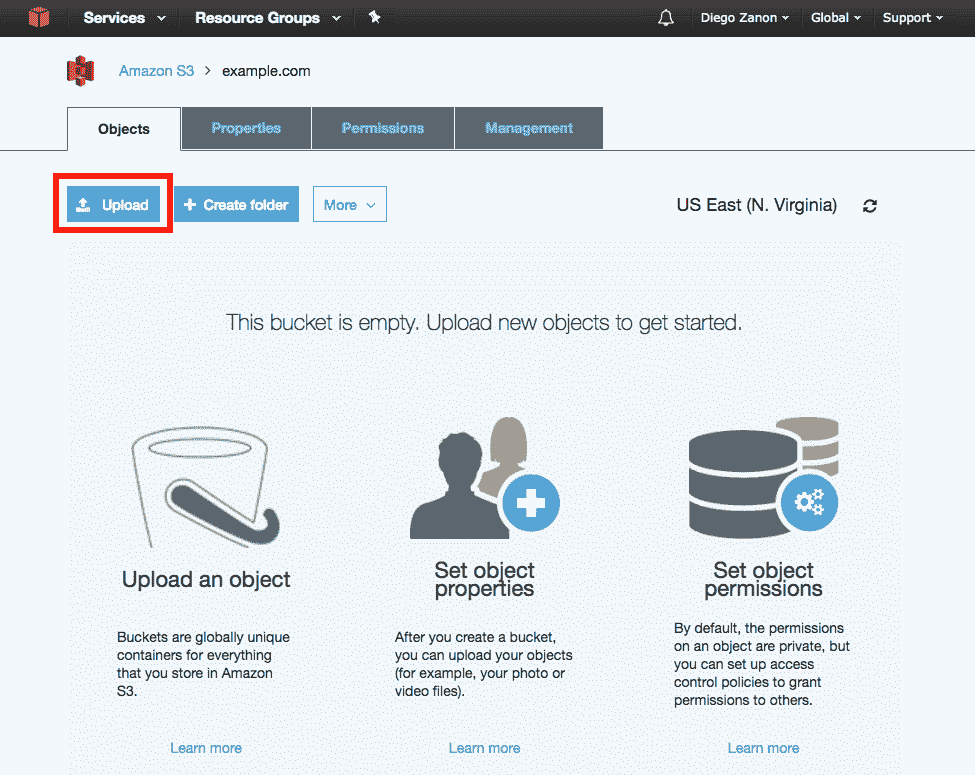 Services Resource Groups Diego Zanon Global Support
Amazon S3 > example.com
Objects Properties Permissions Management
Upload Create folder More US East (N. Virginia)
This bucket is empty. Upload new objects to get started.
Upload an object
Buckets are globally unique
containers for everything
that you store in Amazon
S3.
Learn more
Set object
properties
After you create a bucket,
you can upload your objects
(for example, your photo or
video files).
Learn more
Set object
permissions
By default, the permissions
on an object are private, but
you can set up access
control policies to grant
permissions to others.
Learn more